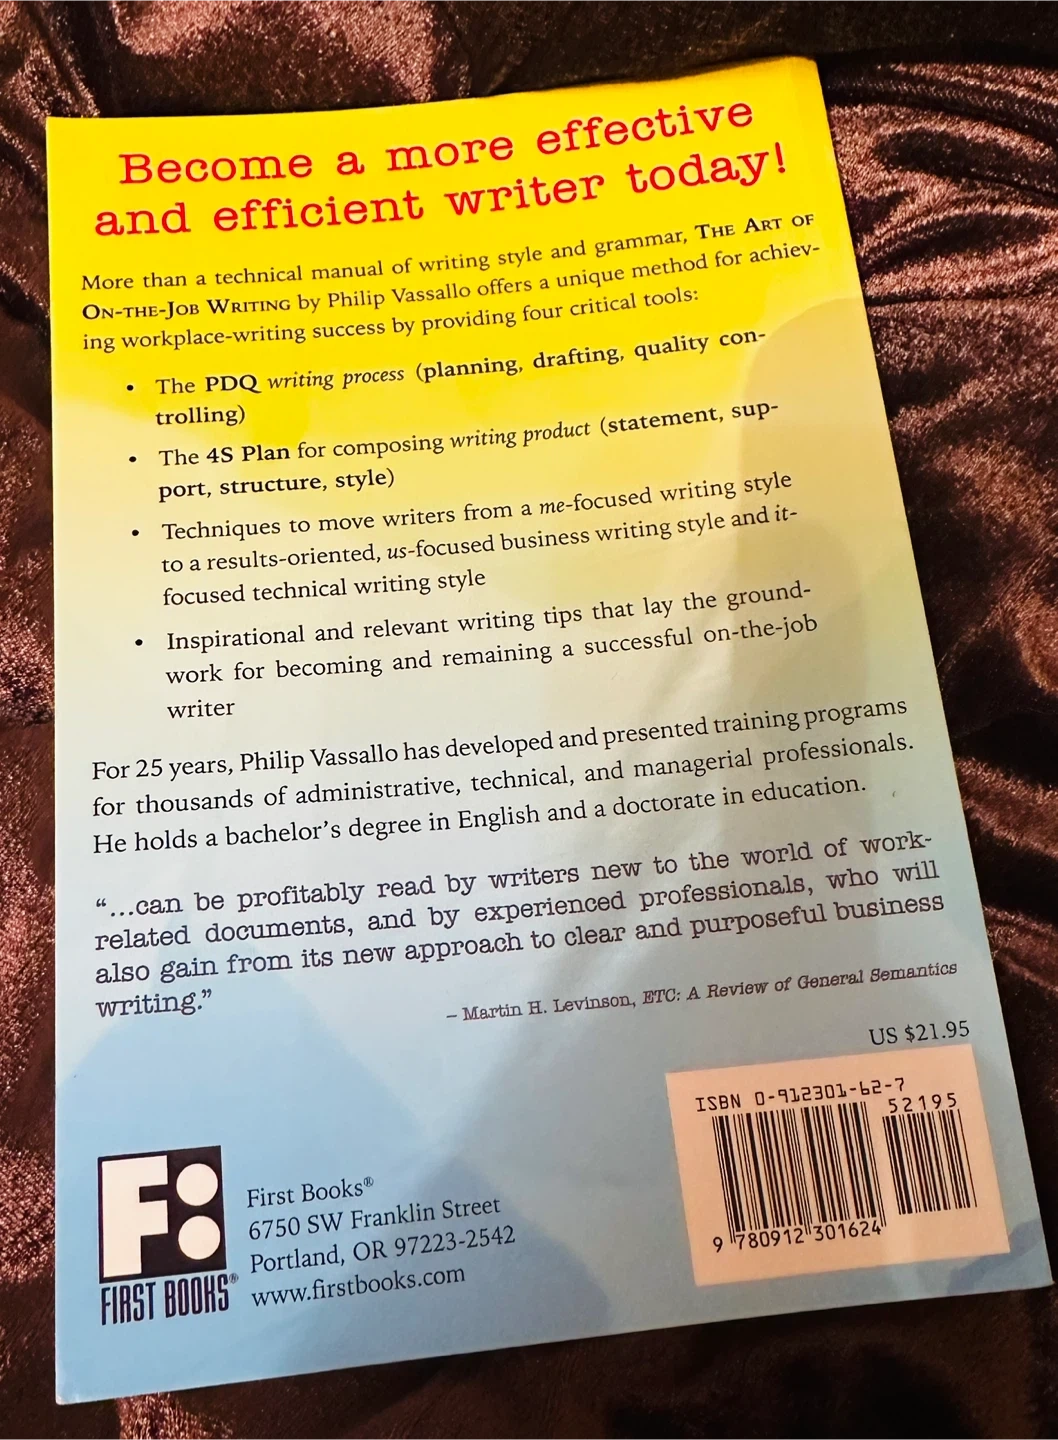 Become a more effective
and efficient writer today!
More than a technical manual of writing style and grammar, THE ART OF
ON-THE-JOB WRITING by Philip Vassallo offers a unique method for achiev-
ing workplace-writing success by providing four critical tools:
• The PDQ writing process (planning, drafting, quality con-
trolling)
• The 4S Plan for composing writing product (statement, sup-
port, structure, style)
• Techniques to move writers from a me-focused writing style
to a results-oriented, us-focused business writing style and it-
focused technical writing style
• Inspirational and relevant writing tips that lay the ground-
work for becoming and remaining a successful on-the-job
writer
For 25 years, Philip Vassallo has developed and presented training programs
for thousands of administrative, technical, and managerial professionals.
He holds a bachelor's degree in English and a doctorate in education.
“...can be profitably read by writers new to the world of work-
related documents, and by experienced professionals, who will
also gain from its new approach to clear and purposeful business
writing.”
– Martin H. Levinson, ETC: A Review of General Semantics
US $21.95
ISBN 0-912301-62-7
52195
9 780912 301624
F:
FIRST BOOKS®
First Books®
6750 SW Franklin Street
Portland, OR 97223-2542
www.firstbooks.com